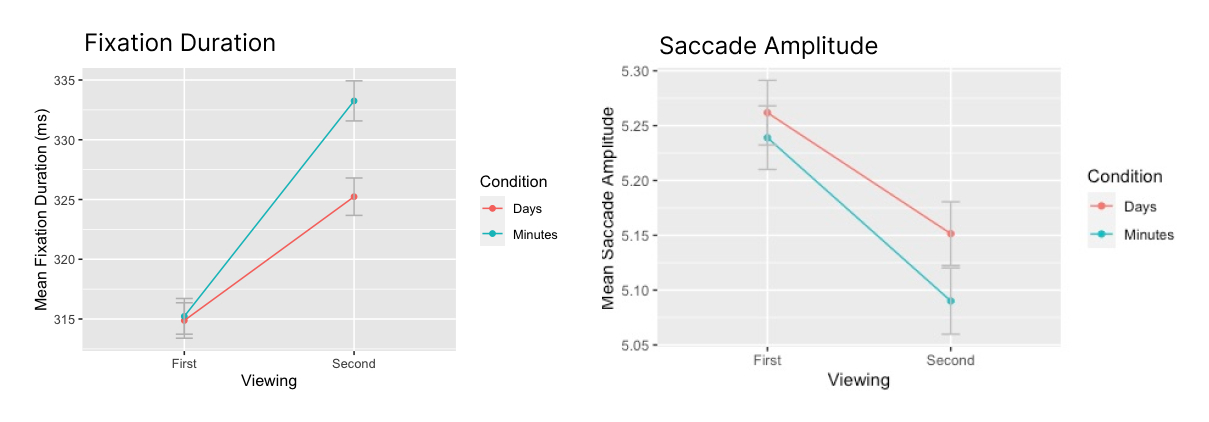 Fixation Duration
Mean Fixation Duration (ms)
335
330
325
320
315
First
Second
Viewing
Condition
Days
Minutes
Saccade Amplitude
Mean Saccade Amplitude
5.30
5.25
5.20
5.15
5.10
5.05
First
Second
Viewing
Condition
Days
Minutes